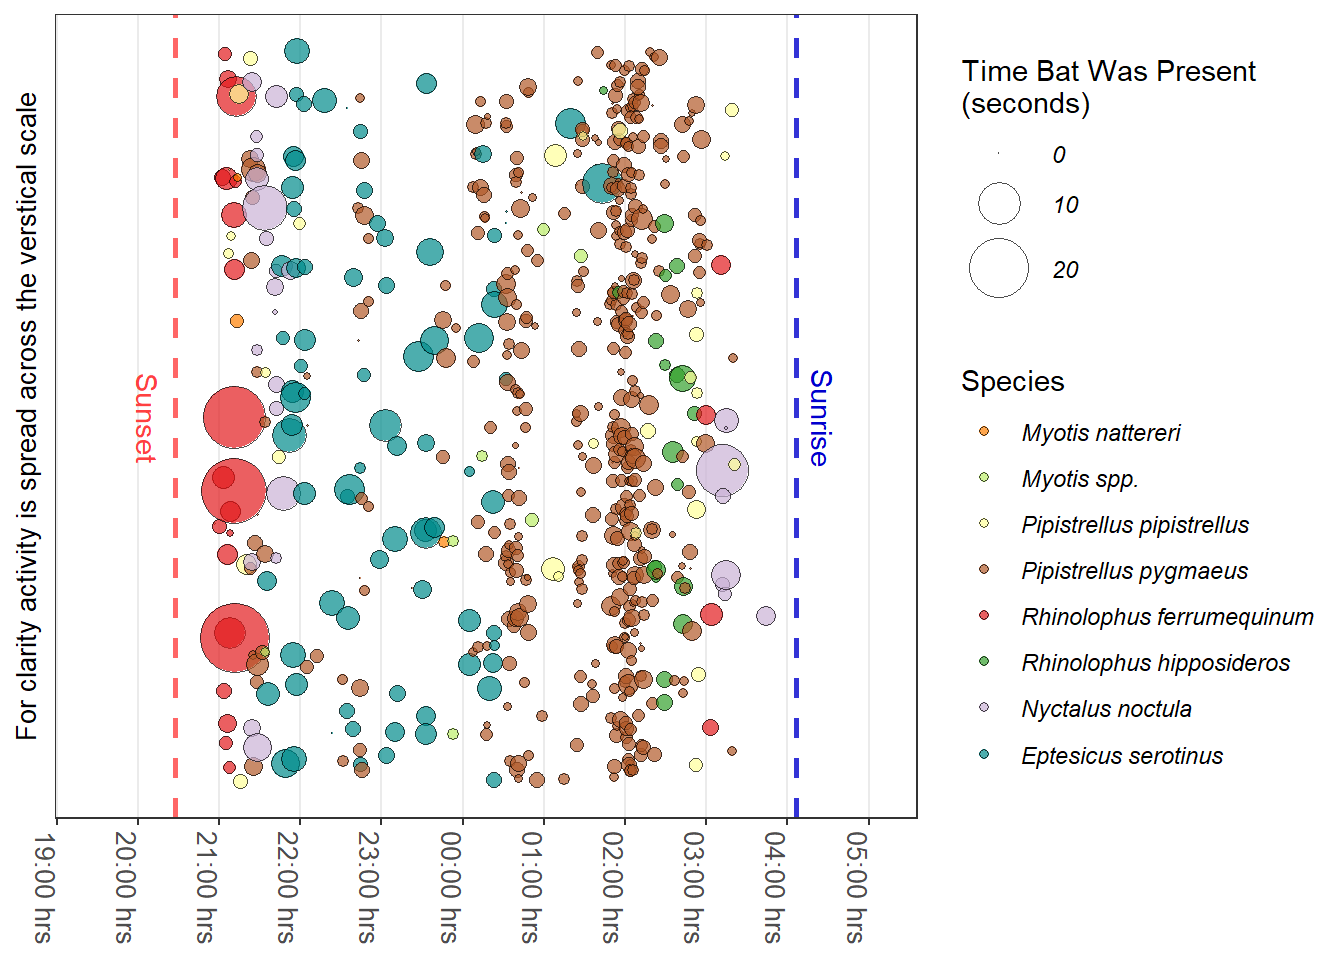 For clarity activity is spread across the verstical scale
Sunset
Sunrise
19:00 hrs
20:00 hrs
21:00 hrs
22:00 hrs
23:00 hrs
00:00 hrs
01:00 hrs
02:00 hrs
03:00 hrs
04:00 hrs
05:00 hrs
Time Bat Was Present
(seconds)
0
10
20
Species
Myotis nattereri
Myotis spp.
Pipistrellus pipistrellus
Pipistrellus pygmaeus
Rhinolophus ferrumequinum
Rhinolophus hipposideros
Nyctalus noctula
Eptesicus serotinus